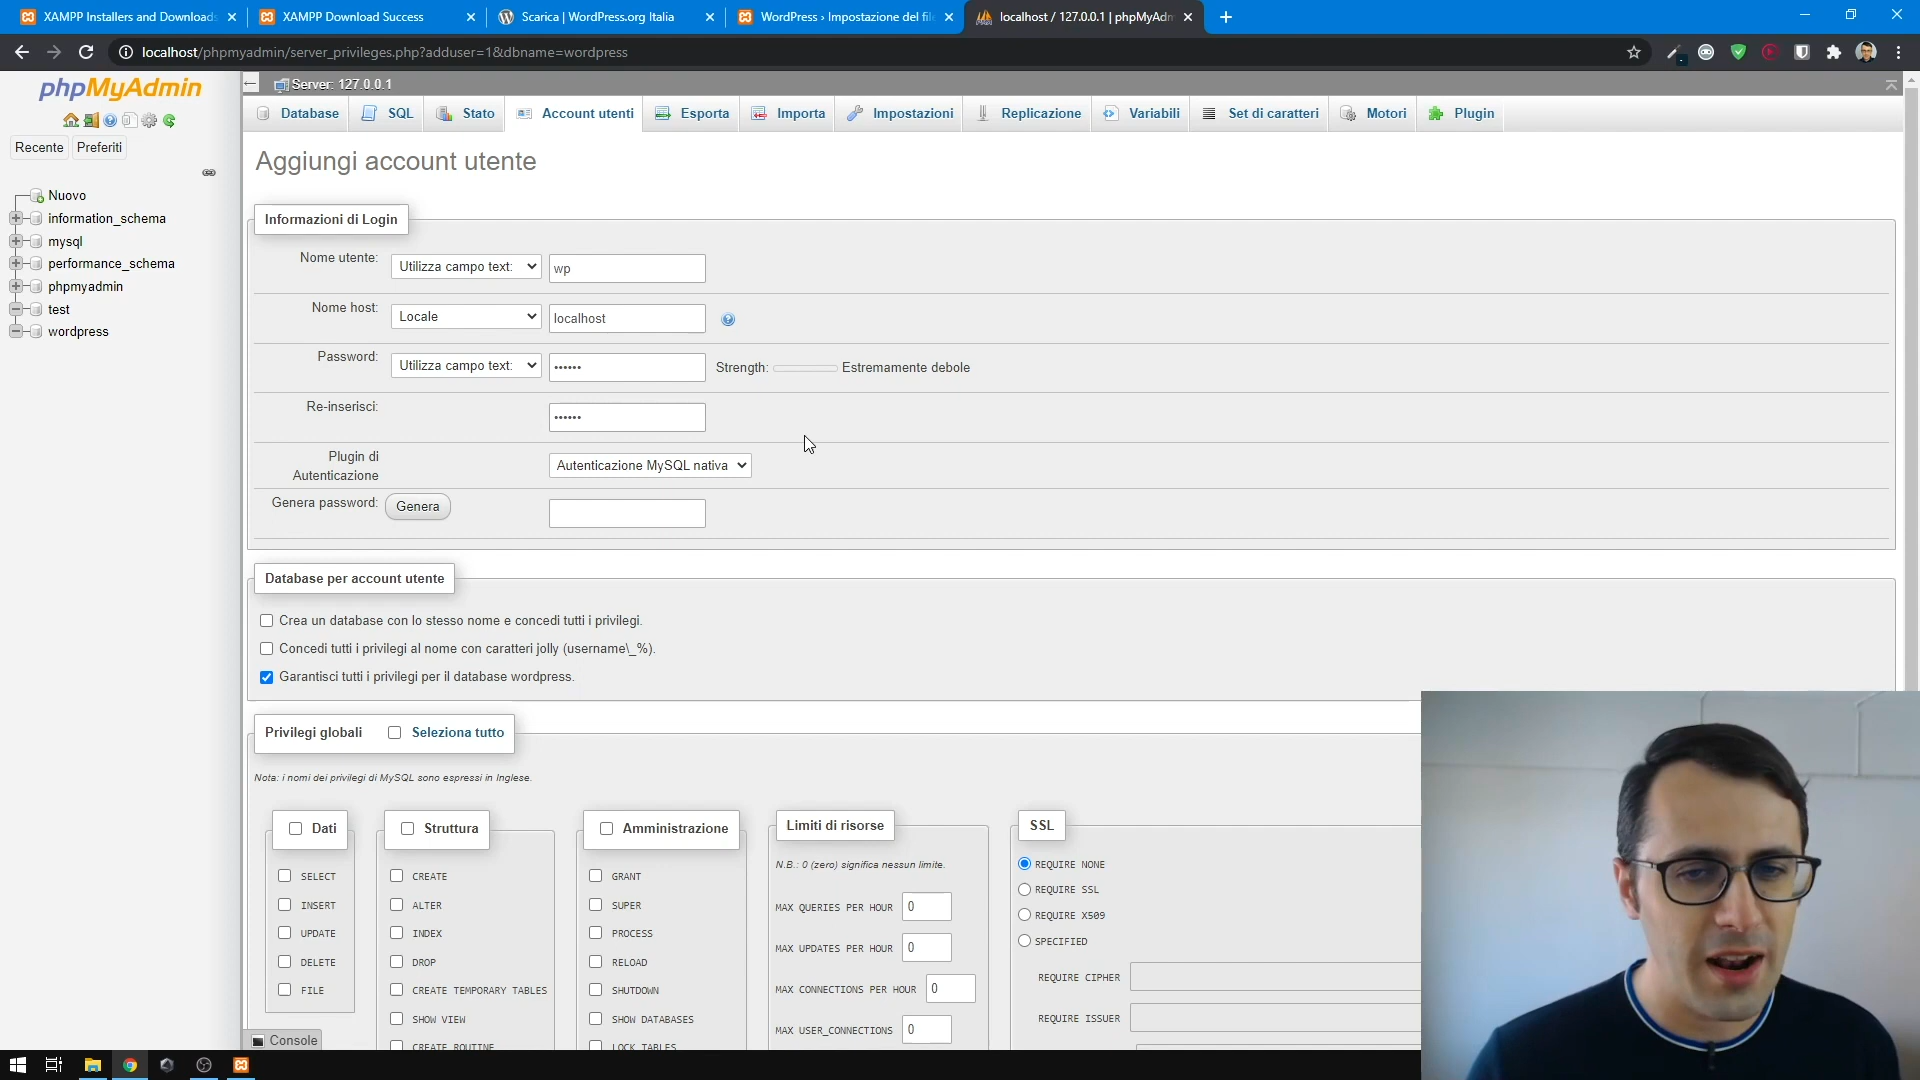 XAMPP Installers and Downloads
XAMPP Download Success
Scarica | WordPress.org Italia
WordPress › Impostazione del file
localhost / 127.0.0.1 | phpMyAdm
localhost/phpmyadmin/server_privileges.php?adduser=1&dbname=wordpress
phpMyAdmin
Recente
Preferiti
Nuovo
information_schema
mysql
performance_schema
phpmyadmin
test
wordpress
Server: 127.0.0.1
Database
SQL
Stato
Account utenti
Esporta
Importa
Impostazioni
Replicazione
Variabili
Set di caratteri
Motori
Plugin
Aggiungi account utente
Informazioni di Login
Nome utente:
Utilizza campo text:
wp
Nome host:
Locale
localhost
Password:
Utilizza campo text:
••••••
Strength:
Estremamente debole
Re-inserisci:
••••••
Plugin di
Autenticazione
Autenticazione MySQL nativa
Genera password:
Genera
Database per account utente
Crea un database con lo stesso nome e concedi tutti i privilegi.
Concedi tutti i privilegi al nome con caratteri jolly (username\_%).
Garantisci tutti i privilegi per il database wordpress.
Privilegi globali
Seleziona tutto
Nota: i nomi dei privilegi di MySQL sono espressi in Inglese.
Dati
SELECT
INSERT
UPDATE
DELETE
FILE
Struttura
CREATE
ALTER
INDEX
DROP
CREATE TEMPORARY TABLES
SHOW VIEW
CREATE ROUTINE
Amministrazione
GRANT
SUPER
PROCESS
RELOAD
SHUTDOWN
SHOW DATABASES
LOCK TABLES
Limiti di risorse
N.B.: 0 (zero) significa nessun limite.
MAX QUERIES PER HOUR 0
MAX UPDATES PER HOUR 0
MAX CONNECTIONS PER HOUR 0
MAX USER_CONNECTIONS 0
SSL
REQUIRE NONE
REQUIRE SSL
REQUIRE X509
SPECIFIED
REQUIRE CIPHER
REQUIRE ISSUER
Console